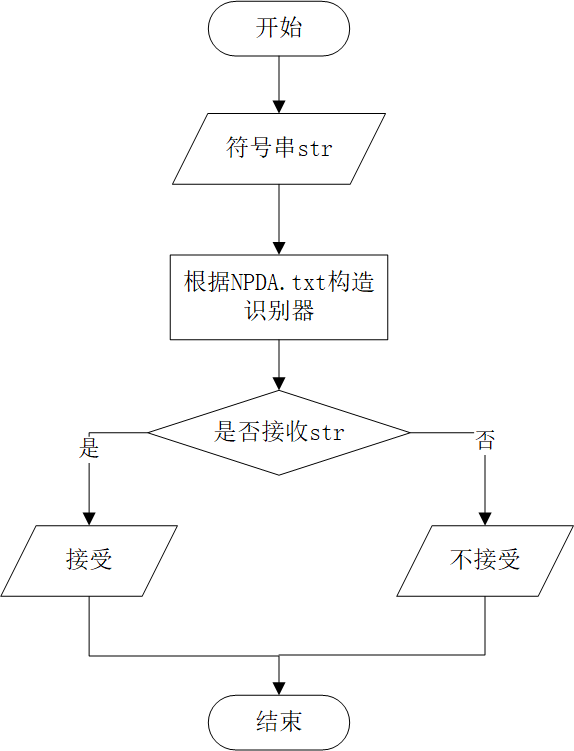 开始
符号串str
根据NPDA.txt构造
识别器
是否接收str
是
否
接受
不接受
结束